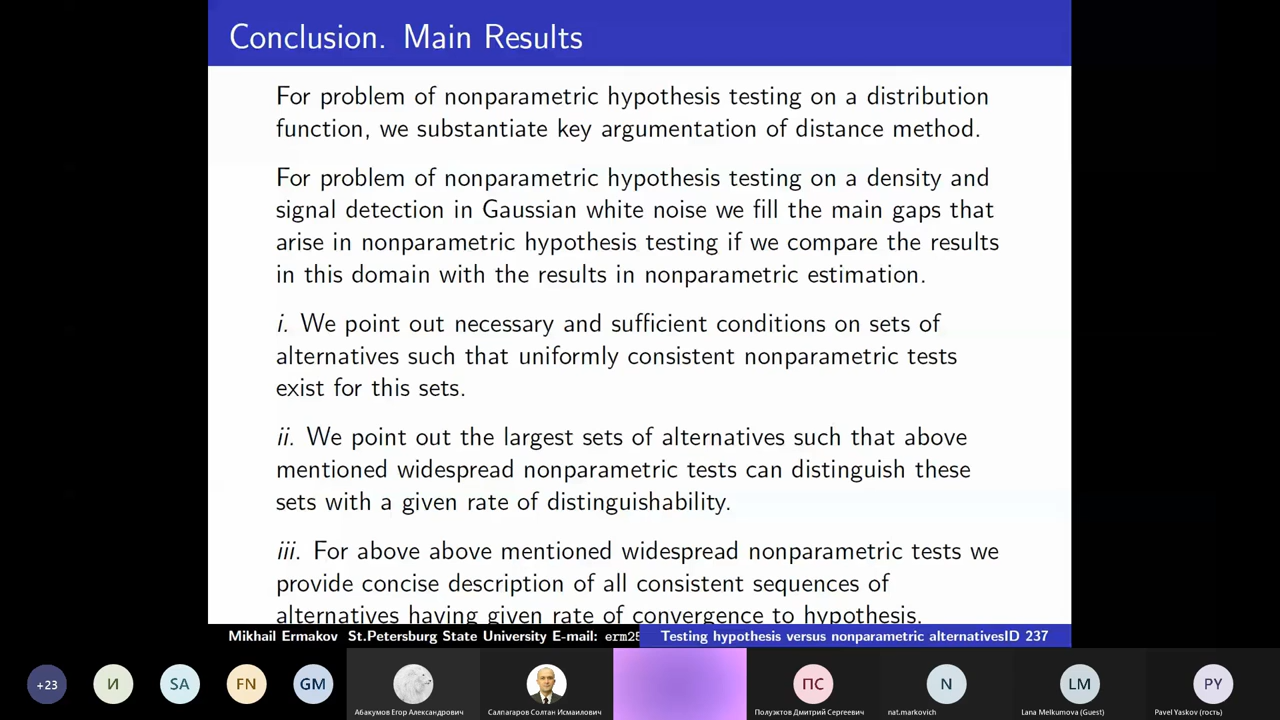 Conclusion. Main Results
For problem of nonparametric hypothesis testing on a distribution
function, we substantiate key argumentation of distance method.
For problem of nonparametric hypothesis testing on a density and
signal detection in Gaussian white noise we fill the main gaps that
arise in nonparametric hypothesis testing if we compare the results
in this domain with the results in nonparametric estimation.
i. We point out necessary and sufficient conditions on sets of
alternatives such that uniformly consistent nonparametric tests
exist for this sets.
ii. We point out the largest sets of alternatives such that above
mentioned widespread nonparametric tests can distinguish these
sets with a given rate of distinguishability.
iii. For above above mentioned widespread nonparametric tests we
provide concise description of all consistent sequences of
alternatives having given rate of convergence to hypothesis.
Mikhail Ermakov St.Petersburg State University E-mail: erm25 Testing hypothesis versus nonparametric alternativesID 237
+23 И SA FN GM ПС N LM PY
Абакумов Егор Александрович Салпагаров Солтан Исмаилович Полуэктов Дмитрий Сергеевич nat.markovich Lana Melkumova (Guest) Pavel Yaskov (гость)